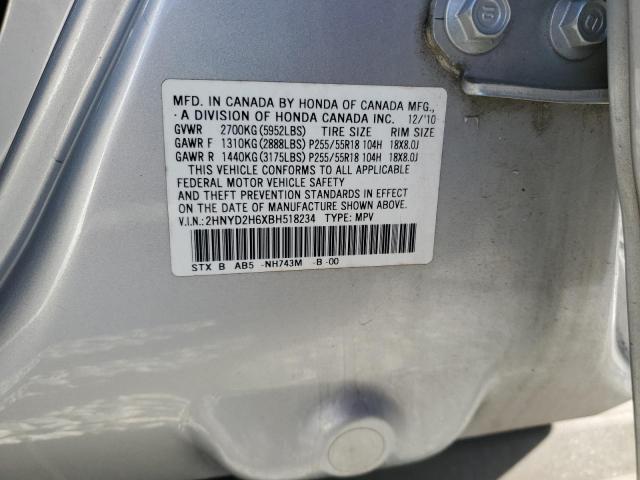 MFD. IN CANADA BY HONDA OF CANADA MFG.,
· A DIVISION OF HONDA CANADA INC. 12/'10
GVWR 2700KG(5952LBS) TIRE SIZE RIM SIZE
GAWR F 1310KG(2888LBS) P255/55R18 104H 18X8.0J
GAWR R 1440KG(3175LBS) P255/55R18 104H 18X8.0J
THIS VEHICLE CONFORMS TO ALL APPLICABLE
FEDERAL MOTOR VEHICLE SAFETY
AND THEFT PREVENTION STANDARDS IN EFFECT
ON THE DATE OF MANUFACTURE SHOWN ABOVE.
V.I.N.: 2HNYD2H6XBH518234 TYPE: MPV
STX B AB5 -NH743M -B -00